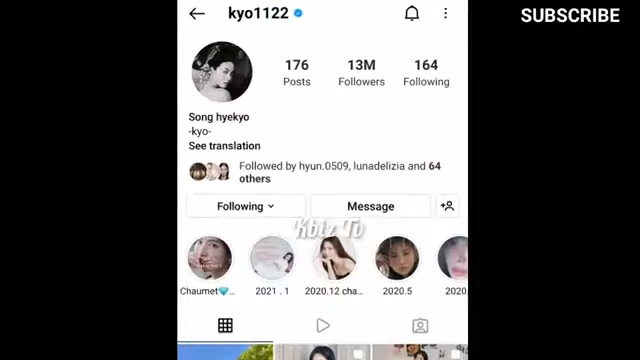 kyo1122
SUBSCRIBE
176 13M 164
Posts Followers Following
Song hyekyo
-kyo-
See translation
Followed by hyun.0509, lunadelizia and 64
others
Following Message
Kbiz Tv
Chaumet💎... 2021 . 1 2020.12 cha... 2020.5 2020.